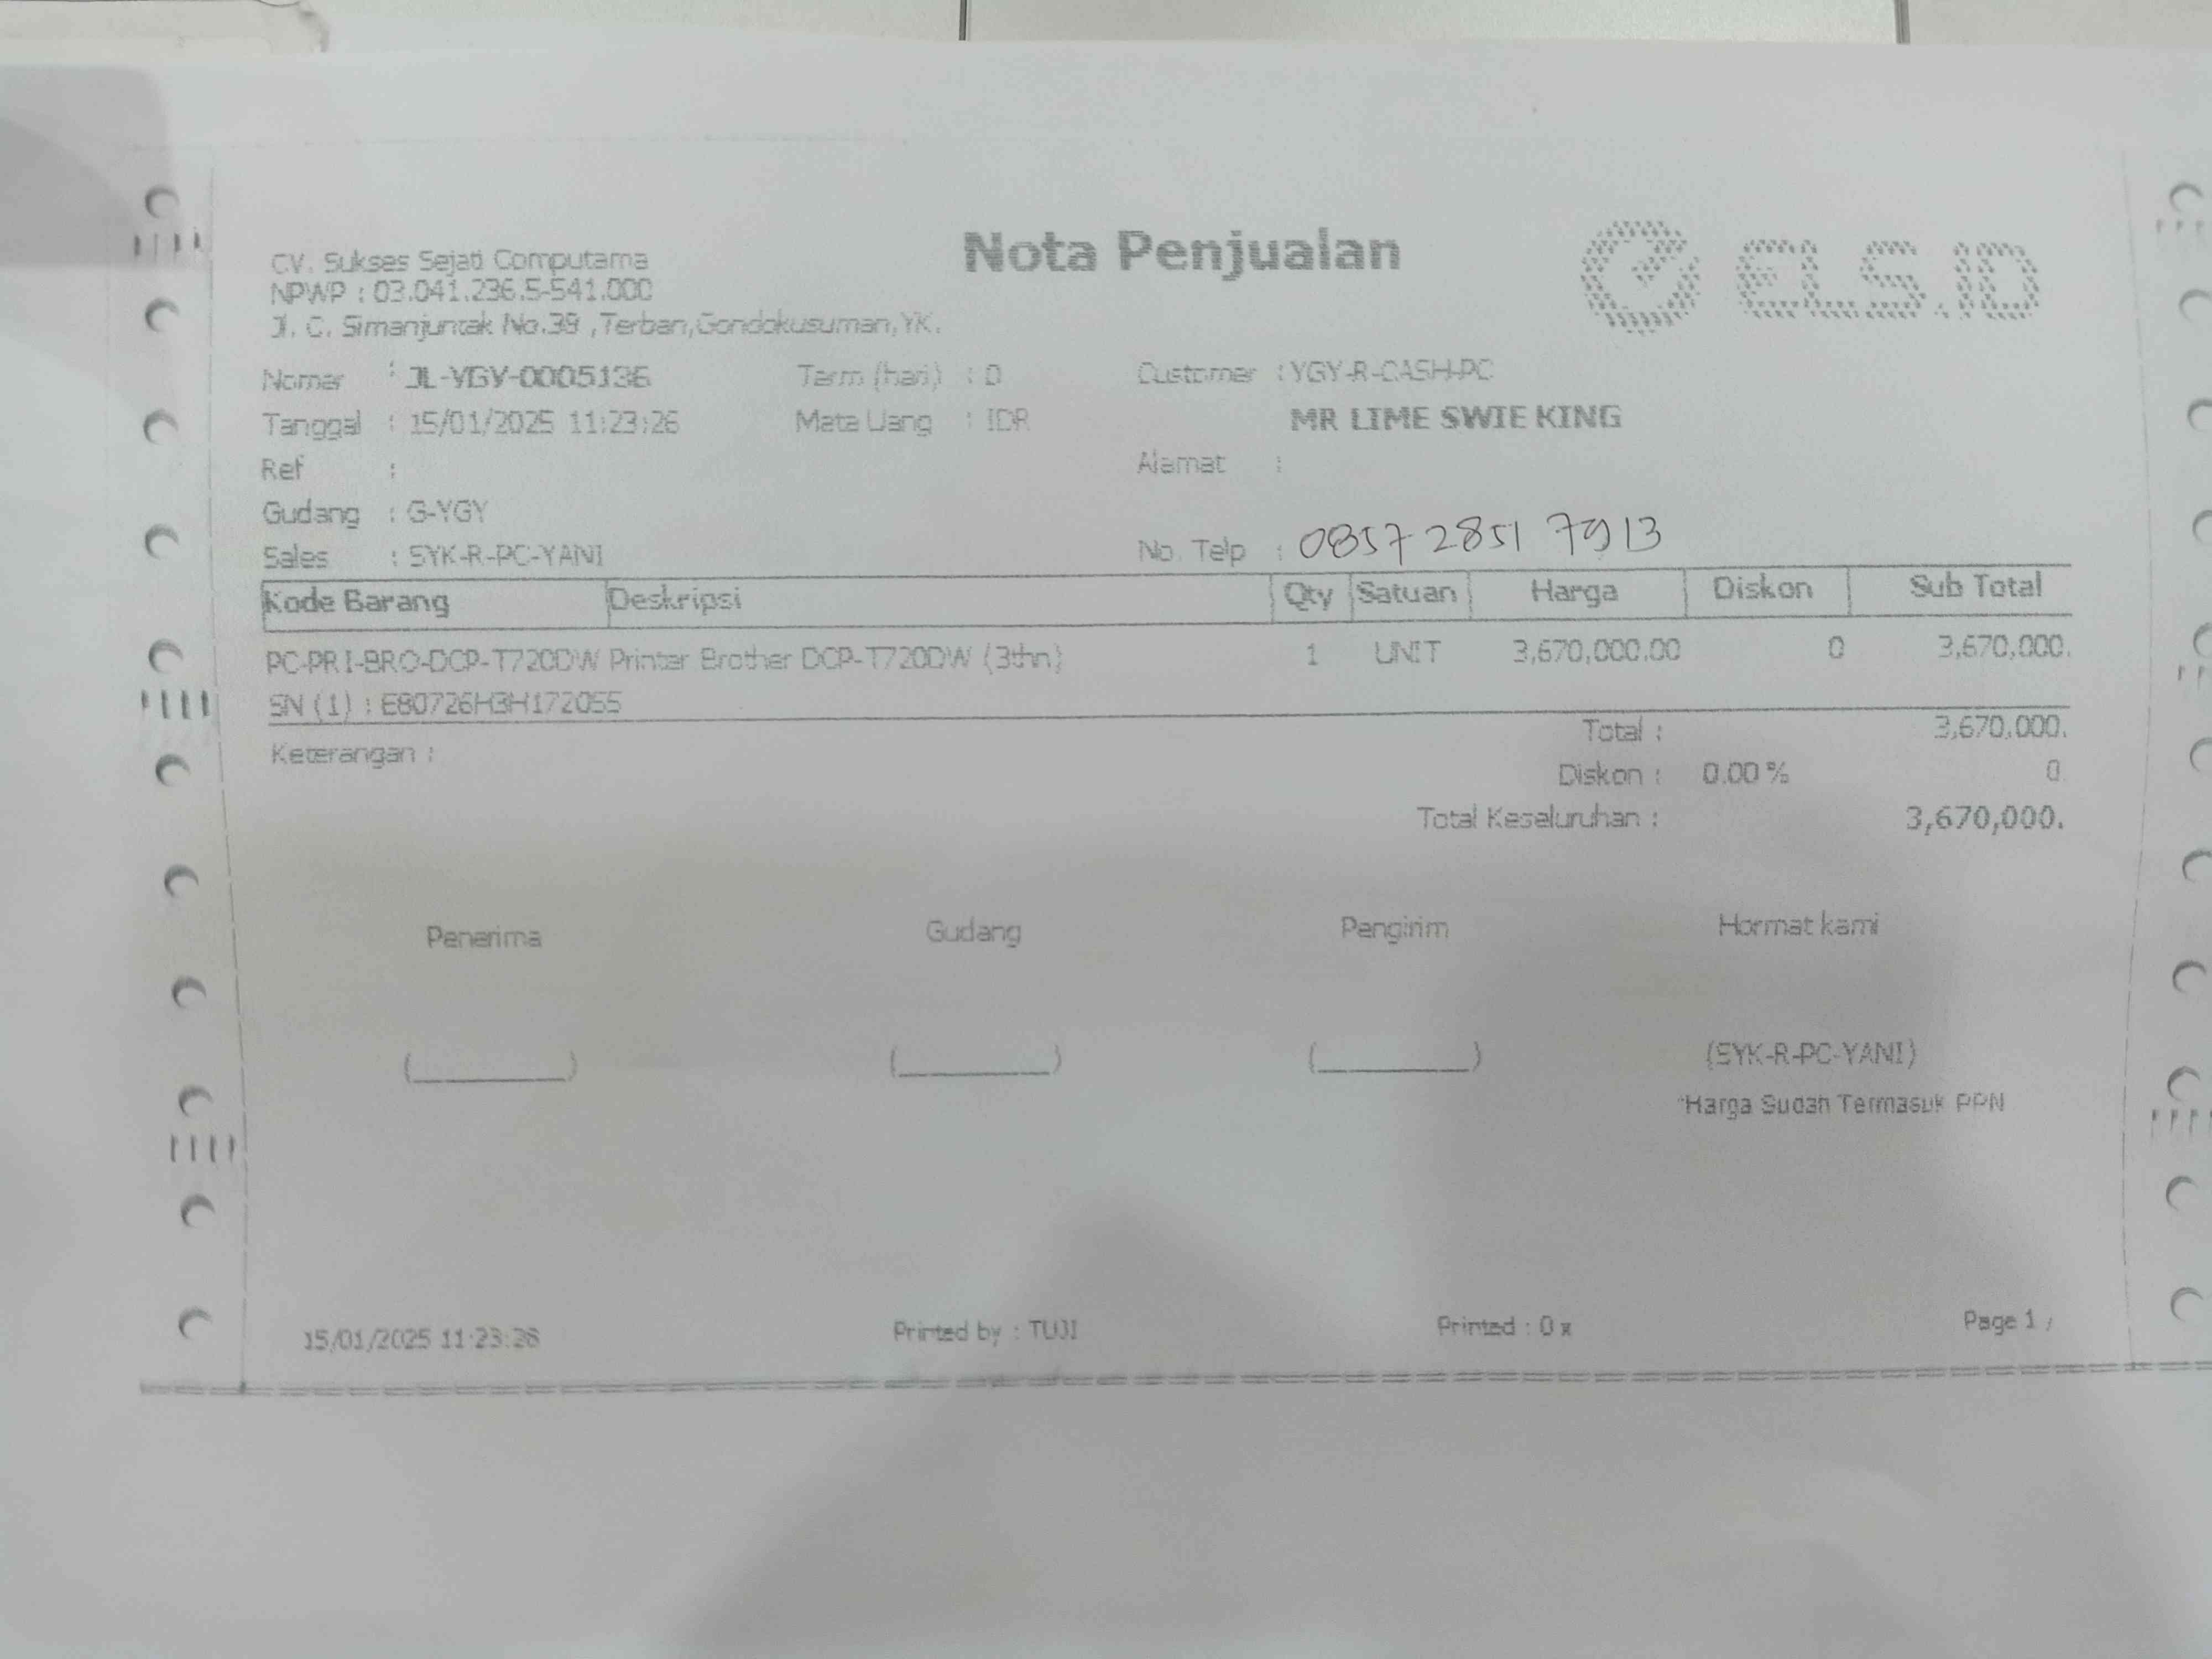 CV. Sukses Sejati Computama
NPWP : 03.041.236.5-541.000
Jl. C. Simanjuntak No.39 ,Terban,Gondokusuman,YK.
Nota Penjualan
ELS.ID
Nomor : JL-YGY-0005136
Tanggal : 15/01/2025 11:23:26
Ref :
Gudang : G-YGY
Sales : SYK-R-PC-YANI
Term (hari) : 0
Mata Uang : IDR
Customer : YGY-R-CASH-PC
MR LIME SWIE KING
Alamat :
No. Telp : 0857 2851 7913
Kode Barang Deskripsi Qty Satuan Harga Diskon Sub Total
PC-PRI-BRO-DCP-T720DW Printer Brother DCP-T720DW (3thn) 1 UNIT 3,670,000.00 0 3,670,000.
SN (1) : E80726H3H172055
Keterangan :
Total : 3,670,000.
Diskon : 0.00 % 0
Total Keseluruhan : 3,670,000.
Penerima Gudang Pengirim Hormat kami
(________) (________) (________) (SYK-R-PC-YANI)
*Harga Sudah Termasuk PPN
15/01/2025 11:23:26 Printed by : TUJI Printed : 0 x Page 1 /